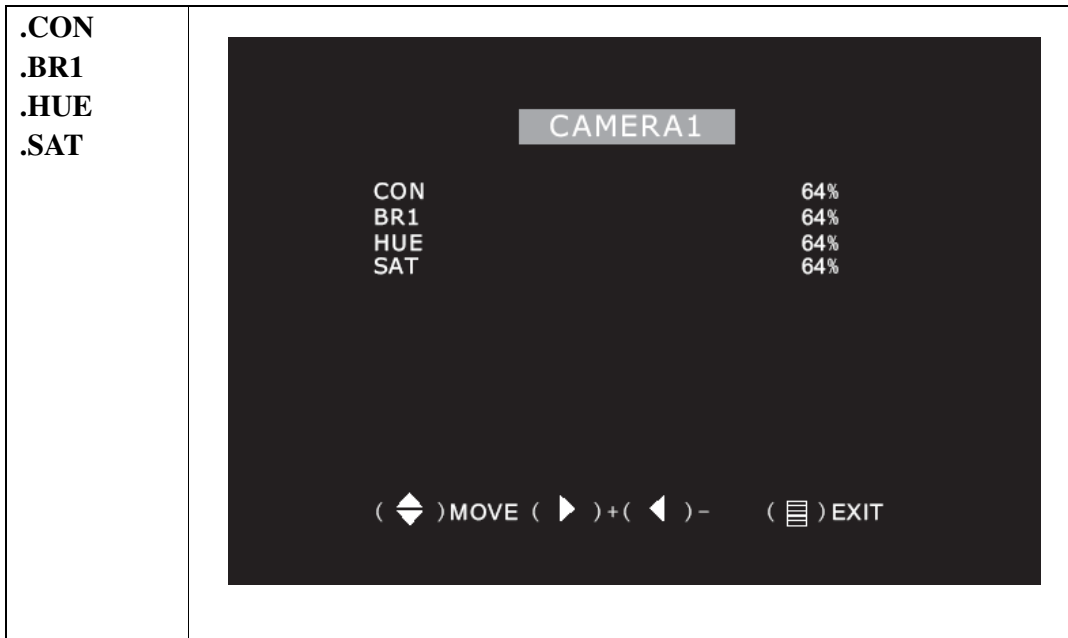 .CON
.BR1
.HUE
.SAT
CAMERA1
CON 64%
BR1 64%
HUE 64%
SAT 64%
( ) MOVE ( ) + ( ) - ( ) EXIT